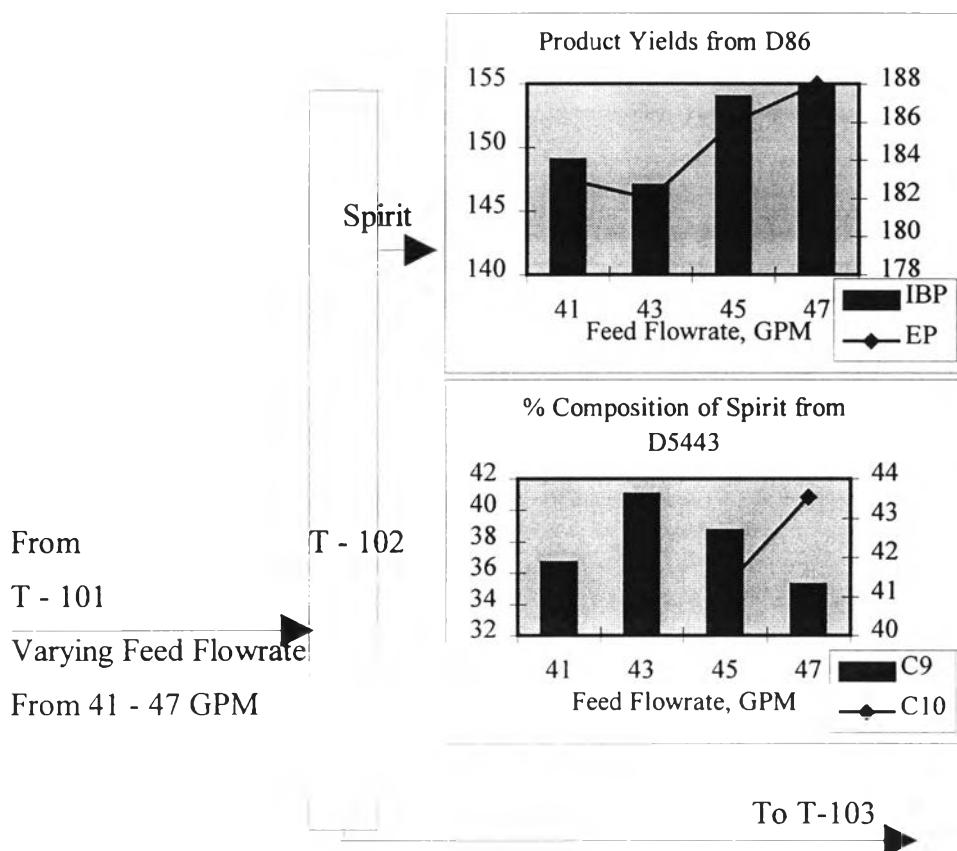 Product Yields from D86
155
150
145
140
188
186
184
182
180
178
41 43 45 47
Feed Flowrate, GPM
IBP
EP
Spirit
% Composition of Spirit from
D5443
42
40
38
36
34
32
44
43
42
41
40
41 43 45 47
Feed Flowrate, GPM
C9
C10
From
T - 101
T - 102
Varying Feed Flowrate
From 41 - 47 GPM
To T-103